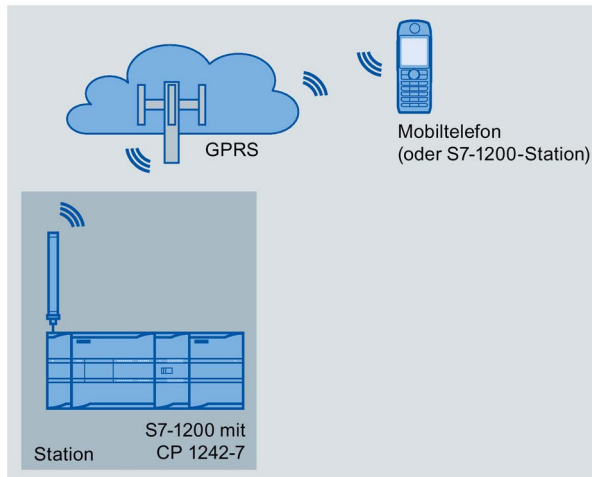 GPRS
Mobiltelefon
(oder S7-1200-Station)
S7-1200 mit
CP 1242-7
Station